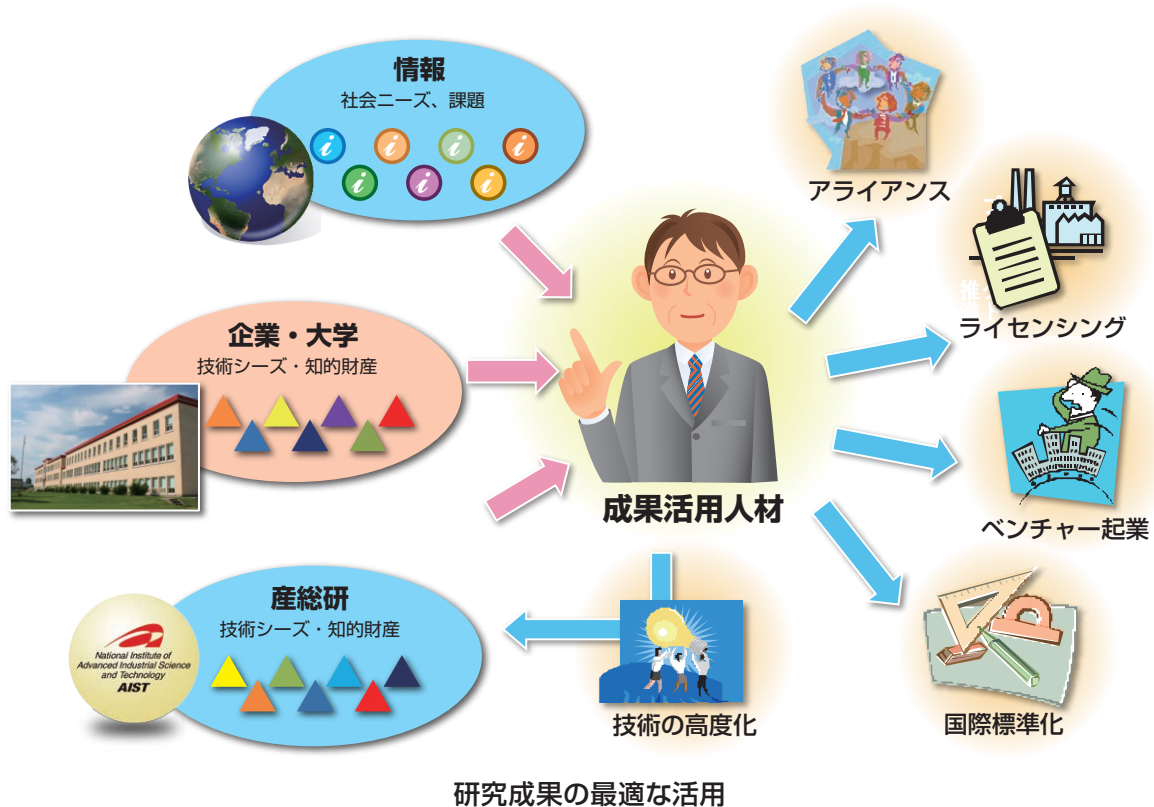 情報
社会ニーズ、課題
i i i i
i i i
企業・大学
技術シーズ・知的財産
産総研
技術シーズ・知的財産
National Institute of
Advanced Industrial Science
and Technology
AIST
成果活用人材
アライアンス
ライセンシング
ベンチャー起業
国際標準化
技術の高度化
研究成果の最適な活用